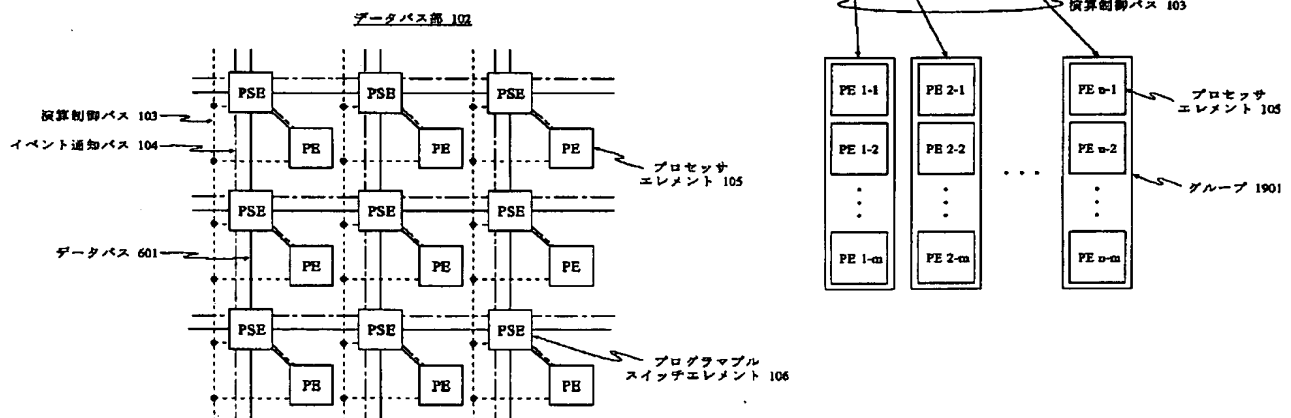 データパス部 102
PSE
PSE
PSE
PE
PE
PE
PSE
PSE
PSE
PE
PE
PE
PSE
PSE
PSE
PE
PE
PE
演算制御バス 103
イベント通知バス 104
データバス 601
プロセッサ
エレメント 105
プログラマブル
スイッチエレメント 106
演算制御バス 103
PE 1-1
PE 1-2
PE 1-m
PE 2-1
PE 2-2
PE 2-m
. . .
PE n-1
PE n-2
PE n-m
プロセッサ
エレメント 105
グループ 1901